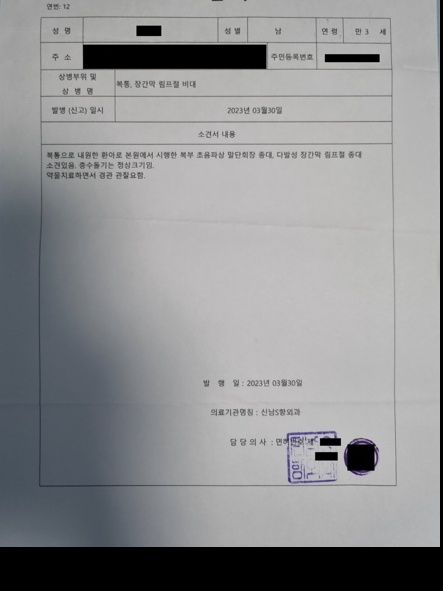 연번: 12
성 명
성 별 남 연 령 만 3 세
주 소 주민등록번호
상병부위 및
상 병 명
복통, 장간막 림프절 비대
발병 (신고) 일시 2023년 03월30일
소견서 내용
복통으로 내원한 환아로 본원에서 시행한 복부 초음파상 말단회장 종대, 다발성 장간막 림프절 종대
소견있음. 충수돌기는 정상크기임.
약물치료하면서 경관 관찰요함.
발 행 일 : 2023년 03월30일
의료기관명칭 : 신남S항외과
담 당 의 사 : 면허번호 제